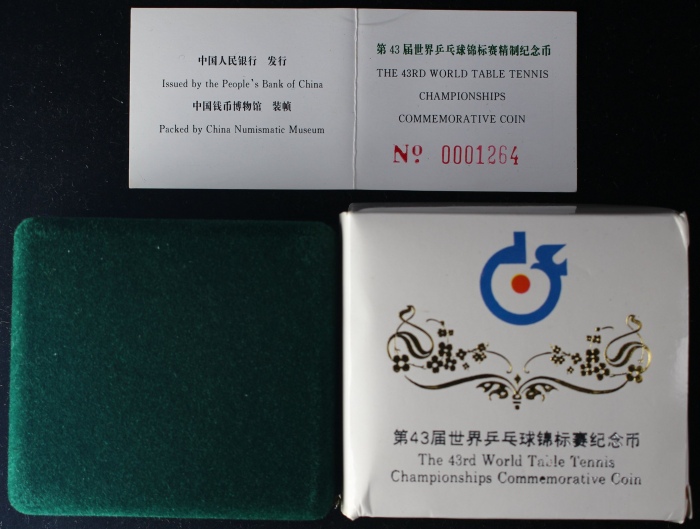 中国人民银行 发行
Issued by the People's Bank of China
中国钱币博物馆 装帧
Packed by China Numismatic Museum
第43届世界乒乓球锦标赛精制纪念币
THE 43RD WORLD TABLE TENNIS
CHAMPIONSHIPS
COMMEMORATIVE COIN
Nº 0001264
第43届世界乒乓球锦标赛纪念币
The 43rd World Table Tennis
Championships Commemorative Coin